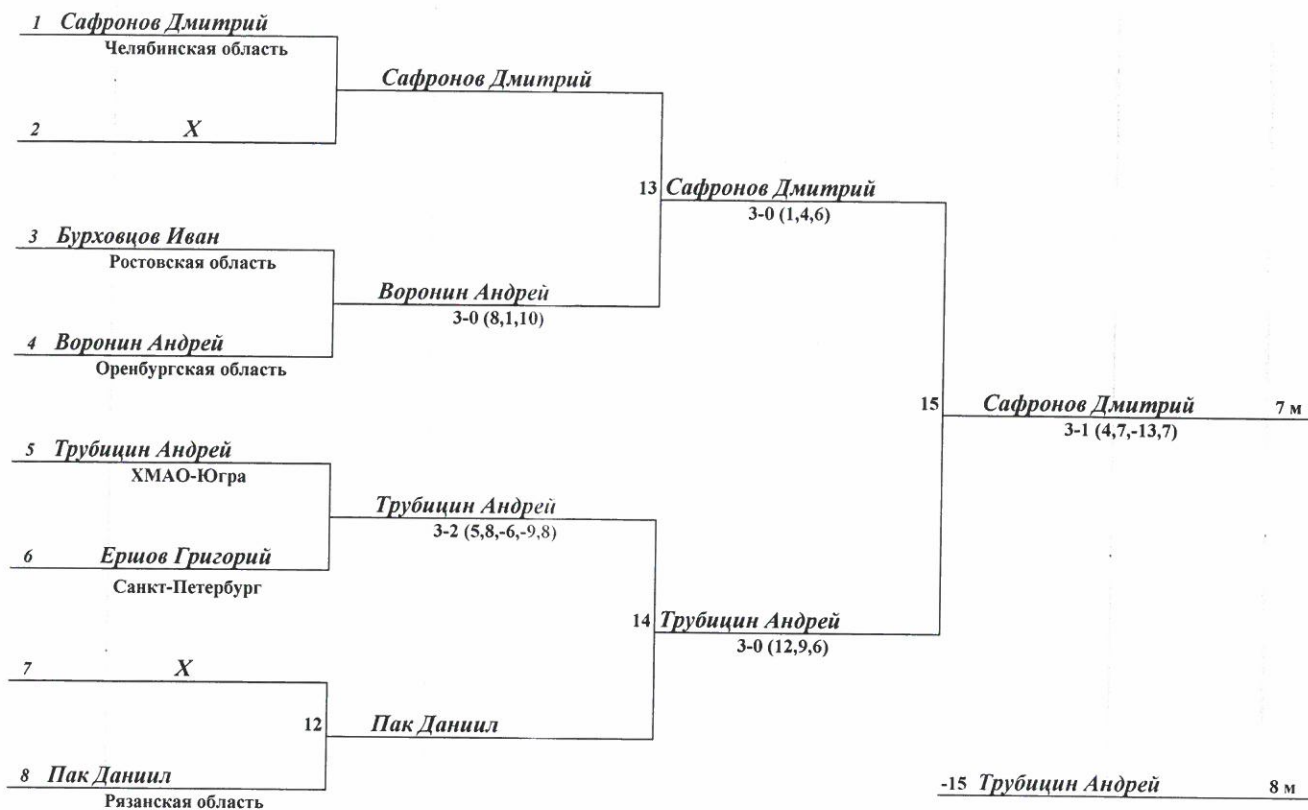 1 Сафронов Дмитрий
Челябинская область
Сафронов Дмитрий
2 X
13 Сафронов Дмитрий
3-0 (1,4,6)
3 Бурховцов Иван
Ростовская область
Воронин Андрей
3-0 (8,1,10)
4 Воронин Андрей
Оренбургская область
15 Сафронов Дмитрий 7 м
3-1 (4,7,-13,7)
5 Трубицин Андрей
ХМАО-Югра
Трубицин Андрей
3-2 (5,8,-6,-9,8)
6 Ершов Григорий
Санкт-Петербург
14 Трубицин Андрей
3-0 (12,9,6)
7 X
12 Пак Даниил
8 Пак Даниил
Рязанская область
-15 Трубицин Андрей 8 м